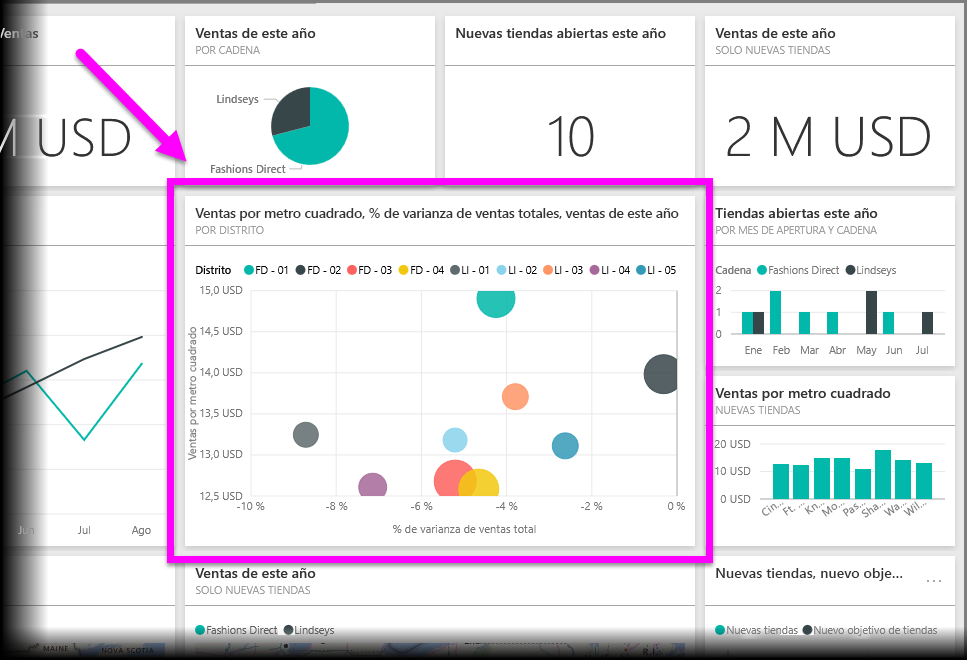 Ventas
M USD
Ventas de este año
POR CADENA
Lindseys
Fashions Direct
Nuevas tiendas abiertas este año
10
Ventas de este año
SOLO NUEVAS TIENDAS
2 M USD
Jun Jul Ago
Ventas por metro cuadrado, % de varianza de ventas totales, ventas de este año
POR DISTRITO
Distrito FD - 01 FD - 02 FD - 03 FD - 04 LI - 01 LI - 02 LI - 03 LI - 04 LI - 05
Ventas por metro cuadrado
15,0 USD
14,5 USD
14,0 USD
13,5 USD
13,0 USD
12,5 USD
-10 % -8 % -6 % -4 % -2 % 0 %
% de varianza de ventas total
Tiendas abiertas este año
POR MES DE APERTURA Y CADENA
Cadena Fashions Direct Lindseys
2
1
0
Ene Feb Mar Abr May Jun Jul
Ventas por metro cuadrado
NUEVAS TIENDAS
20 USD
10 USD
0 USD
Cin... Ft. ... Kn... Mo... Pas... Sha... Wa... Wil...
Ventas de este año
SOLO NUEVAS TIENDAS
Fashions Direct Lindseys
Nuevas tiendas, nuevo obje...
...
Nuevas tiendas Nuevo objetivo de tiendas
MAINE
NOVA SCOTIA